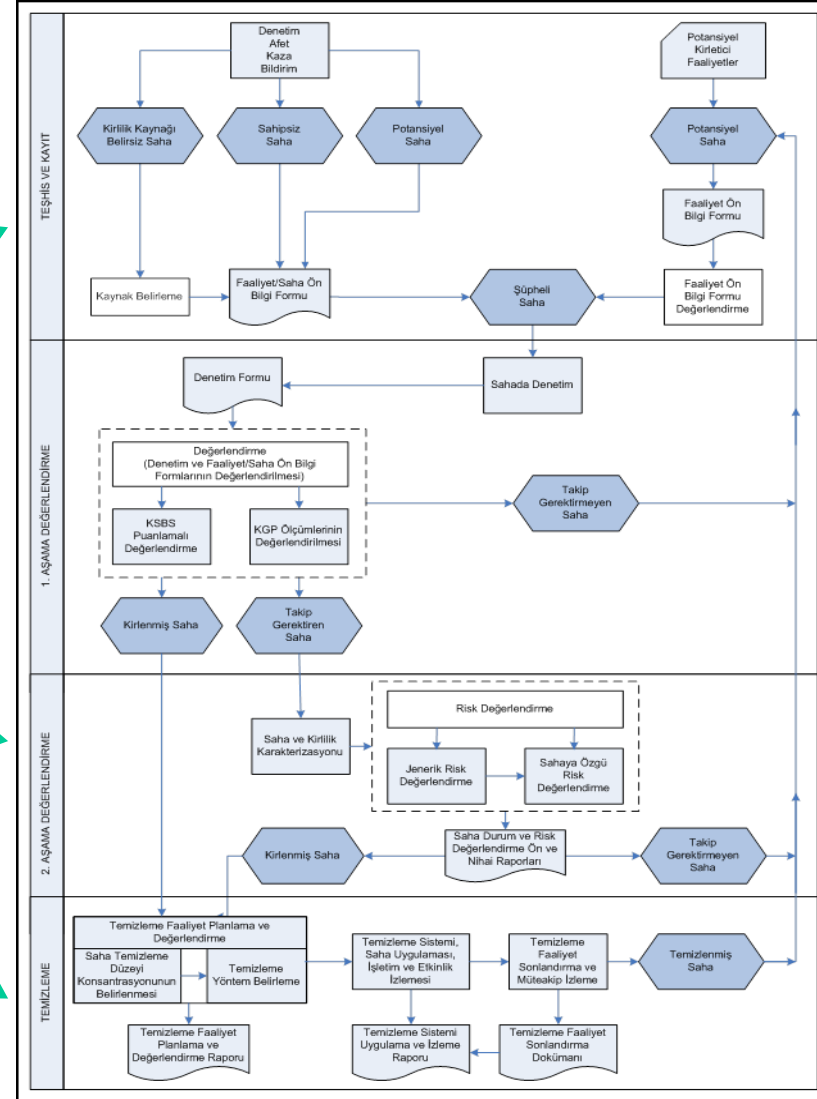 TEŞHİS VE KAYIT
Denetim
Afet
Kaza
Bildirim
Potansiyel
Kirletici
Faaliyetler
Kirlilik Kaynağı
Belirsiz Saha
Sahipsiz
Saha
Potansiyel
Saha
Potansiyel
Saha
Faaliyet Ön
Bilgi Formu
Kaynak Belirleme
Faaliyet/Saha Ön
Bilgi Formu
Şüpheli
Saha
Faaliyet Ön
Bilgi Formu
Değerlendirme
1. AŞAMA DEĞERLENDİRME
Denetim Formu
Sahada Denetim
Değerlendirme
(Denetim ve Faaliyet/Saha Ön Bilgi
Formlarının Değerlendirilmesi)
KSBS
Puanlamalı
Değerlendirme
KGP Ölçümlerinin
Değerlendirilmesi
Takip
Gerektirmeyen
Saha
Kirlenmiş Saha
Takip
Gerektiren
Saha
2. AŞAMA DEĞERLENDİRME
Saha ve Kirlilik
Karakterizasyonu
Risk Değerlendirme
Jenerik Risk
Değerlendirme
Sahaya Özgü
Risk
Değerlendirme
Kirlenmiş Saha
Saha Durum ve Risk
Değerlendirme Ön ve
Nihai Raporları
Takip
Gerektirmeyen
Saha
TEMİZLEME
Temizleme Faaliyet Planlama ve
Değerlendirme
Saha Temizleme
Düzeyi
Konsantrasyonunun
Belirlenmesi
Temizleme
Yöntem Belirleme
Temizleme Sistemi,
Saha Uygulaması,
İşletim ve Etkinlik
İzlemesi
Temizleme
Faaliyet
Sonlandırma ve
Müteakip İzleme
Temizlenmiş
Saha
Temizleme Faaliyet
Planlama ve
Değerlendirme Raporu
Temizleme Sistemi
Uygulama ve İzleme
Raporu
Temizleme Faaliyet
Sonlandırma
Dokümanı